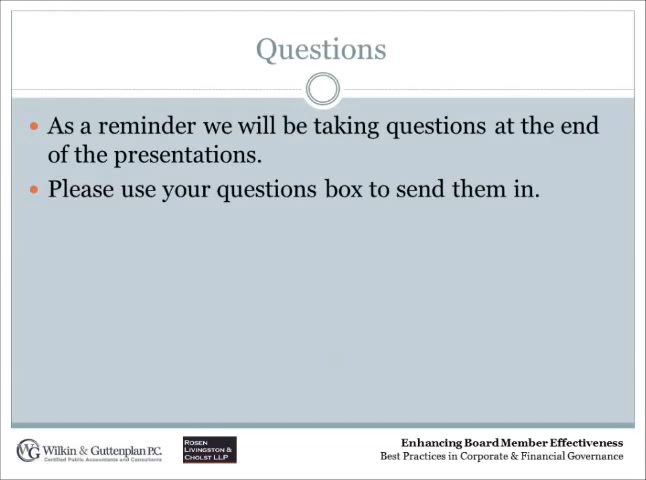 Questions
As a reminder we will be taking questions at the end
of the presentations.
Please use your questions box to send them in.
WG Wilkin & Guttenplan P.C.
Certified Public Accountants and Consultants
ROSEN
LIVINGSTON &
CHOLST LLP
Enhancing Board Member Effectiveness
Best Practices in Corporate & Financial Governance